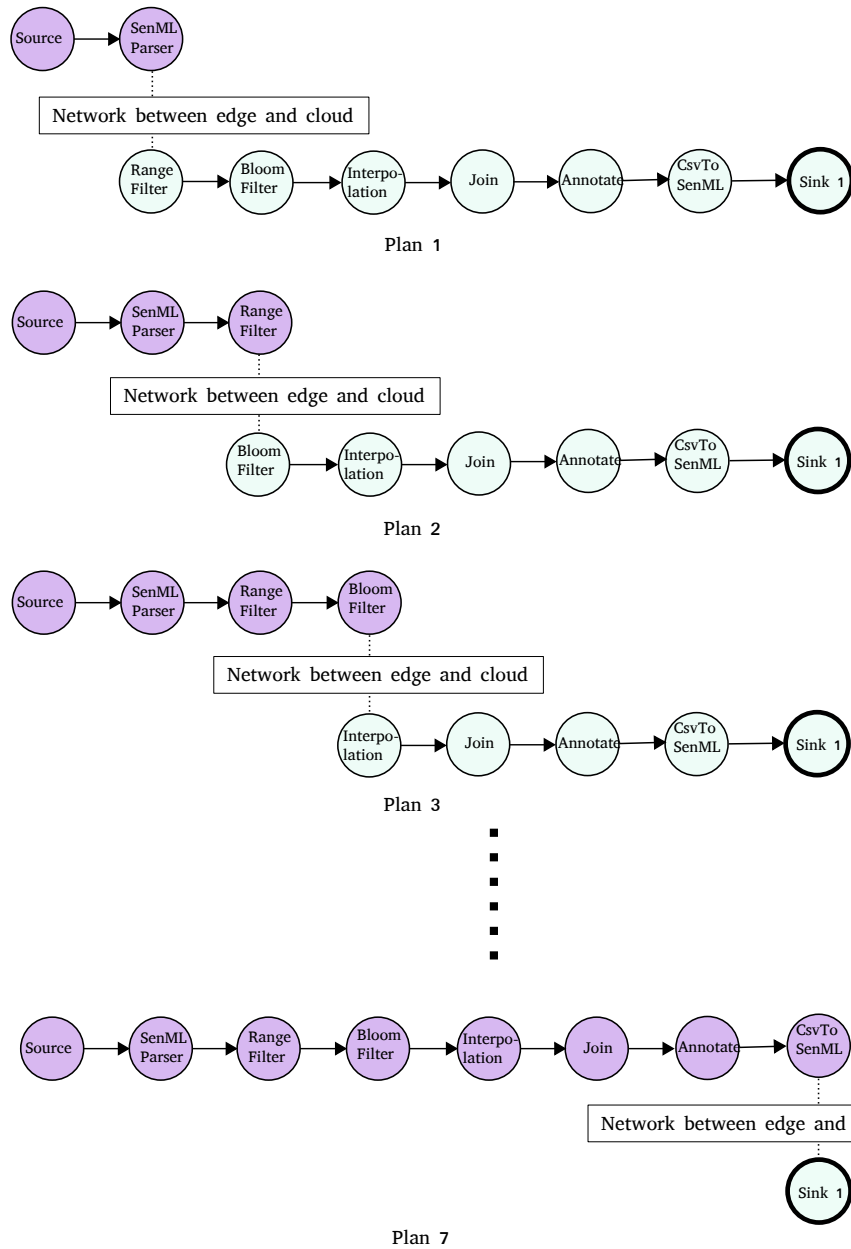 Source
SenML
Parser
Network between edge and cloud
Range
Filter
Bloom
Filter
Interpo-
lation
Join
Annotate
CsvTo
SenML
Sink 1
Plan 1
Source
SenML
Parser
Range
Filter
Network between edge and cloud
Bloom
Filter
Interpo-
lation
Join
Annotate
CsvTo
SenML
Sink 1
Plan 2
Source
SenML
Parser
Range
Filter
Bloom
Filter
Network between edge and cloud
Interpo-
lation
Join
Annotate
CsvTo
SenML
Sink 1
Plan 3
Source
SenML
Parser
Range
Filter
Bloom
Filter
Interpo-
lation
Join
Annotate
CsvTo
SenML
Network between edge and
Sink 1
Plan 7